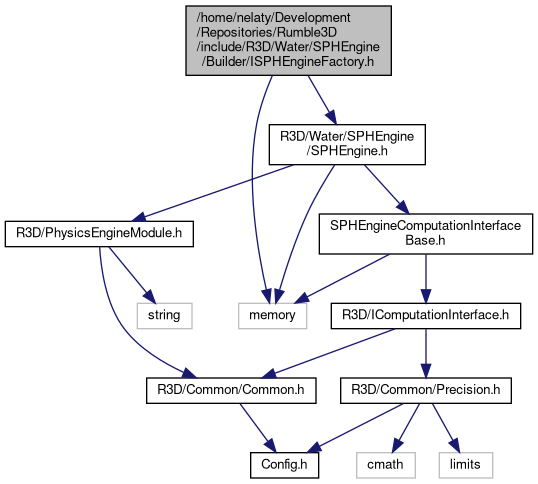 /home/nelaty/Development
/Repositories/Rumble3D
/include/R3D/Water/SPHEngine
/Builder/ISPHEngineFactory.h
R3D/Water/SPHEngine
/SPHEngine.h
R3D/PhysicsEngineModule.h
SPHEngineComputationInterface
Base.h
string
memory
R3D/IComputationInterface.h
R3D/Common/Common.h
R3D/Common/Precision.h
Config.h
cmath
limits